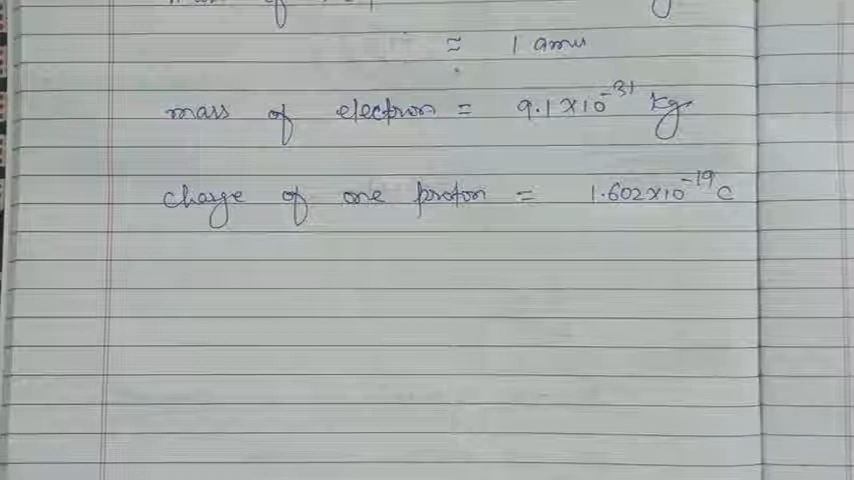 ≈ 1 amu
mass of electron = 9.1 × 10⁻³¹ kg
charge of one proton = 1.602×10⁻¹⁹ C